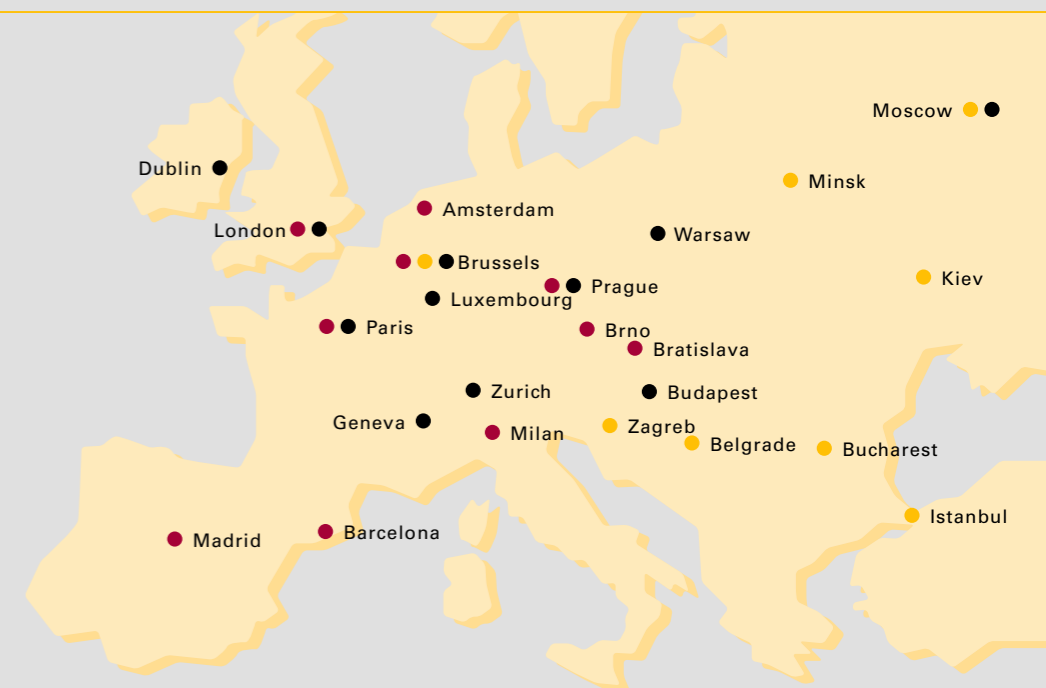 Moscow
Dublin
Minsk
Amsterdam
London
Warsaw
Brussels
Kiev
Prague
Luxembourg
Paris
Brno
Bratislava
Zurich
Budapest
Geneva
Zagreb
Milan
Belgrade
Bucharest
Istanbul
Barcelona
Madrid